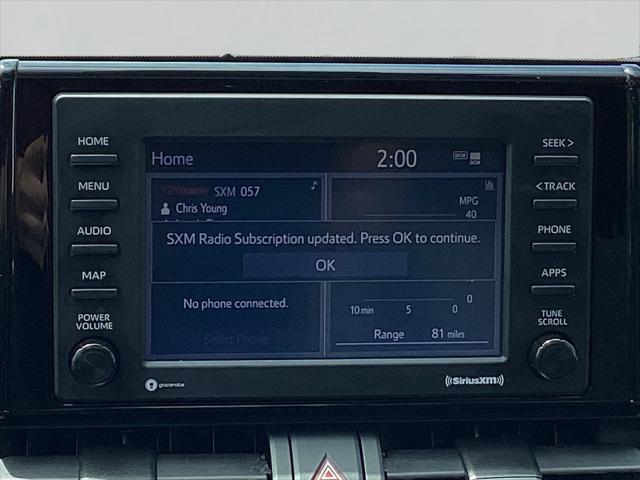 HOME
MENU
AUDIO
MAP
POWER
VOLUME
Home
2:00
DCM
DCM
SXM 057
Chris Young
MPG
40
SXM Radio Subscription updated. Press OK to continue.
OK
No phone connected.
Select Phone
0
10 min 5 0
Range 81 miles
SEEK >
< TRACK
PHONE
APPS
TUNE
SCROLL
gracenote
((SiriusXM))